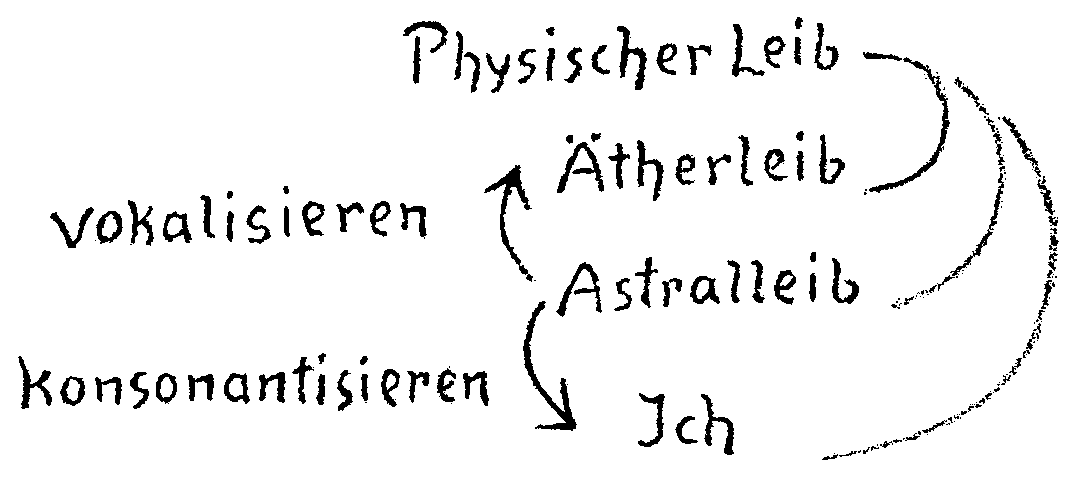 Physischer Leib
Ätherleib
vokalisieren
Astralleib
konsonantisieren
Ich